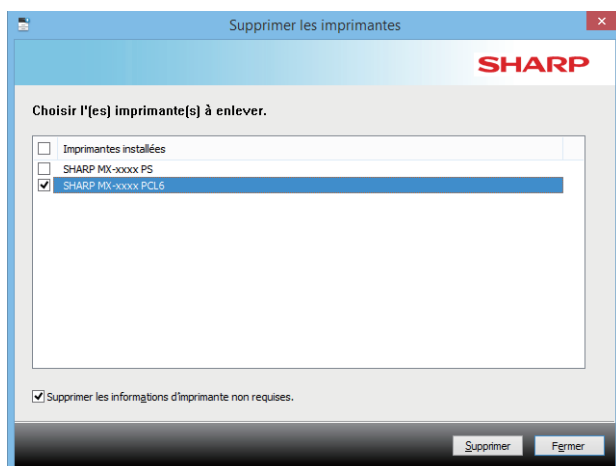 Supprimer les imprimantes
SHARP
Choisir l'(es) imprimante(s) à enlever.
Imprimantes installées
SHARP MX-xxxx PS
SHARP MX-xxxx PCL6
Supprimer les informations d'imprimante non requises.
Supprimer Fermer